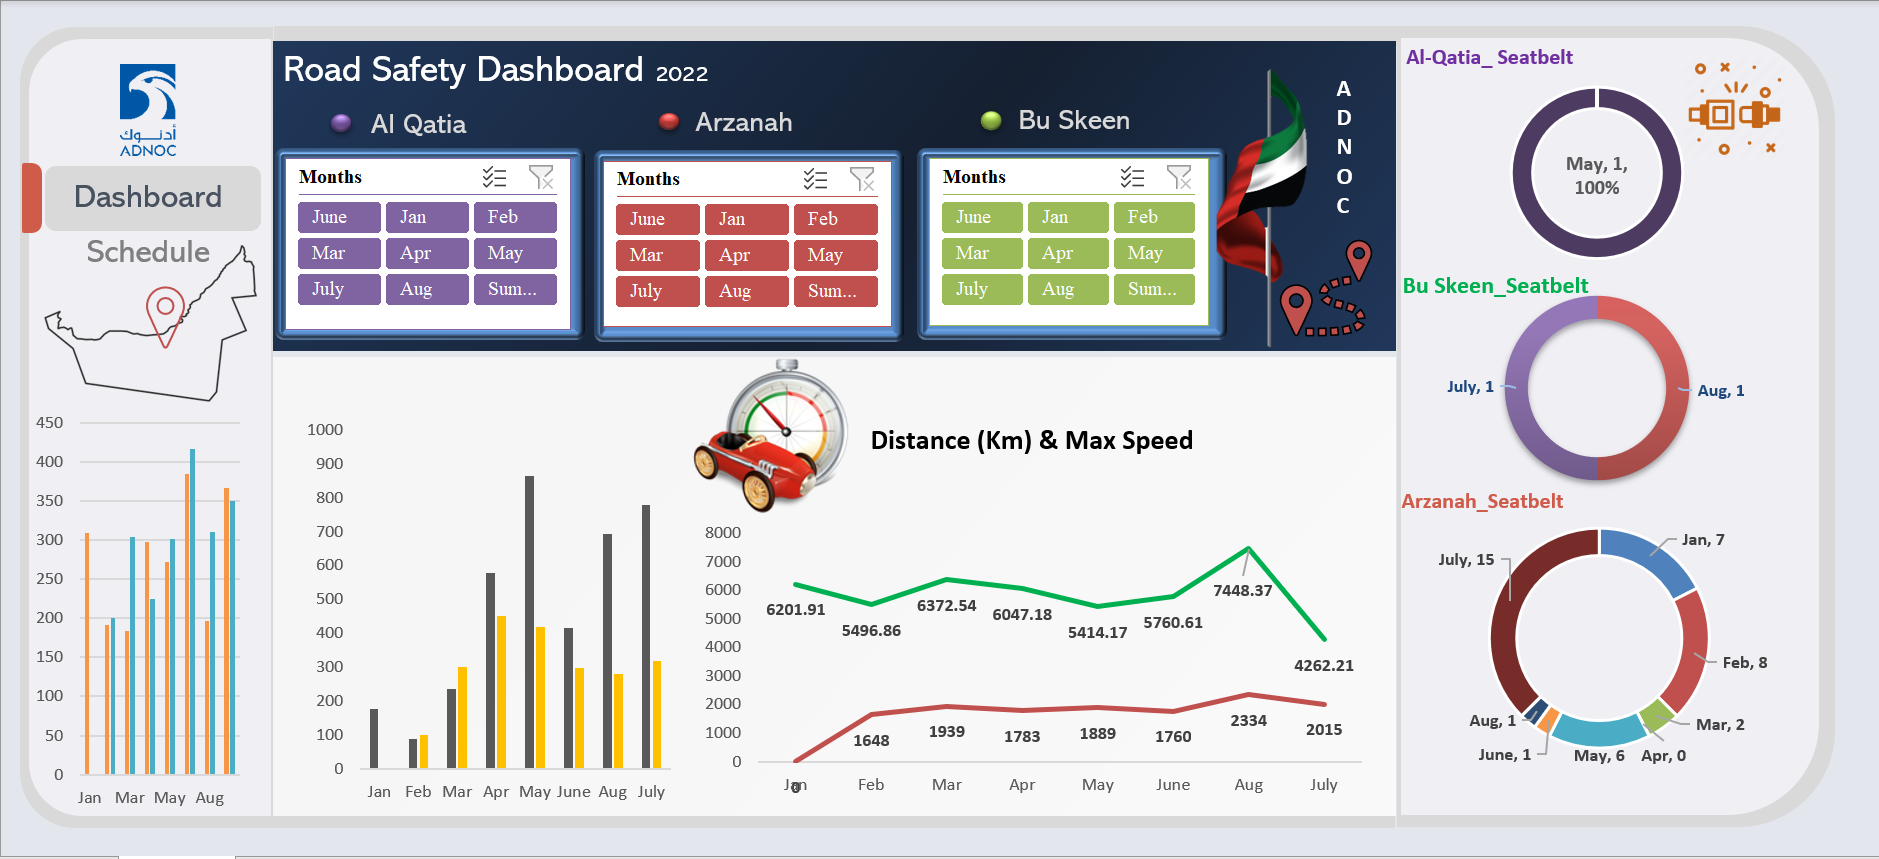 أدنــوك
ADNOC
Dashboard
Schedule
450
400
350
300
250
200
150
100
50
0
Jan Mar May Aug
Road Safety Dashboard 2022
Al Qatia
Arzanah
Bu Skeen
A
D
N
O
C
Months
June Jan Feb
Mar Apr May
July Aug Sum...
Months
June Jan Feb
Mar Apr May
July Aug Sum...
Months
June Jan Feb
Mar Apr May
July Aug Sum...
1000
900
800
700
600
500
400
300
200
100
0
Jan Feb Mar Apr May June Aug July
Distance (Km) & Max Speed
8000
7000
6000
5000
4000
3000
2000
1000
0
6201.91
5496.86
6372.54
6047.18
5414.17
5760.61
7448.37
4262.21
0
1648
1939
1783
1889
1760
2334
2015
Jan Feb Mar Apr May June Aug July
Al-Qatia_ Seatbelt
May, 1,
100%
Bu Skeen_Seatbelt
July, 1
Aug, 1
Arzanah_Seatbelt
Jan, 7
July, 15
Feb, 8
Aug, 1
Mar, 2
June, 1
May, 6
Apr, 0